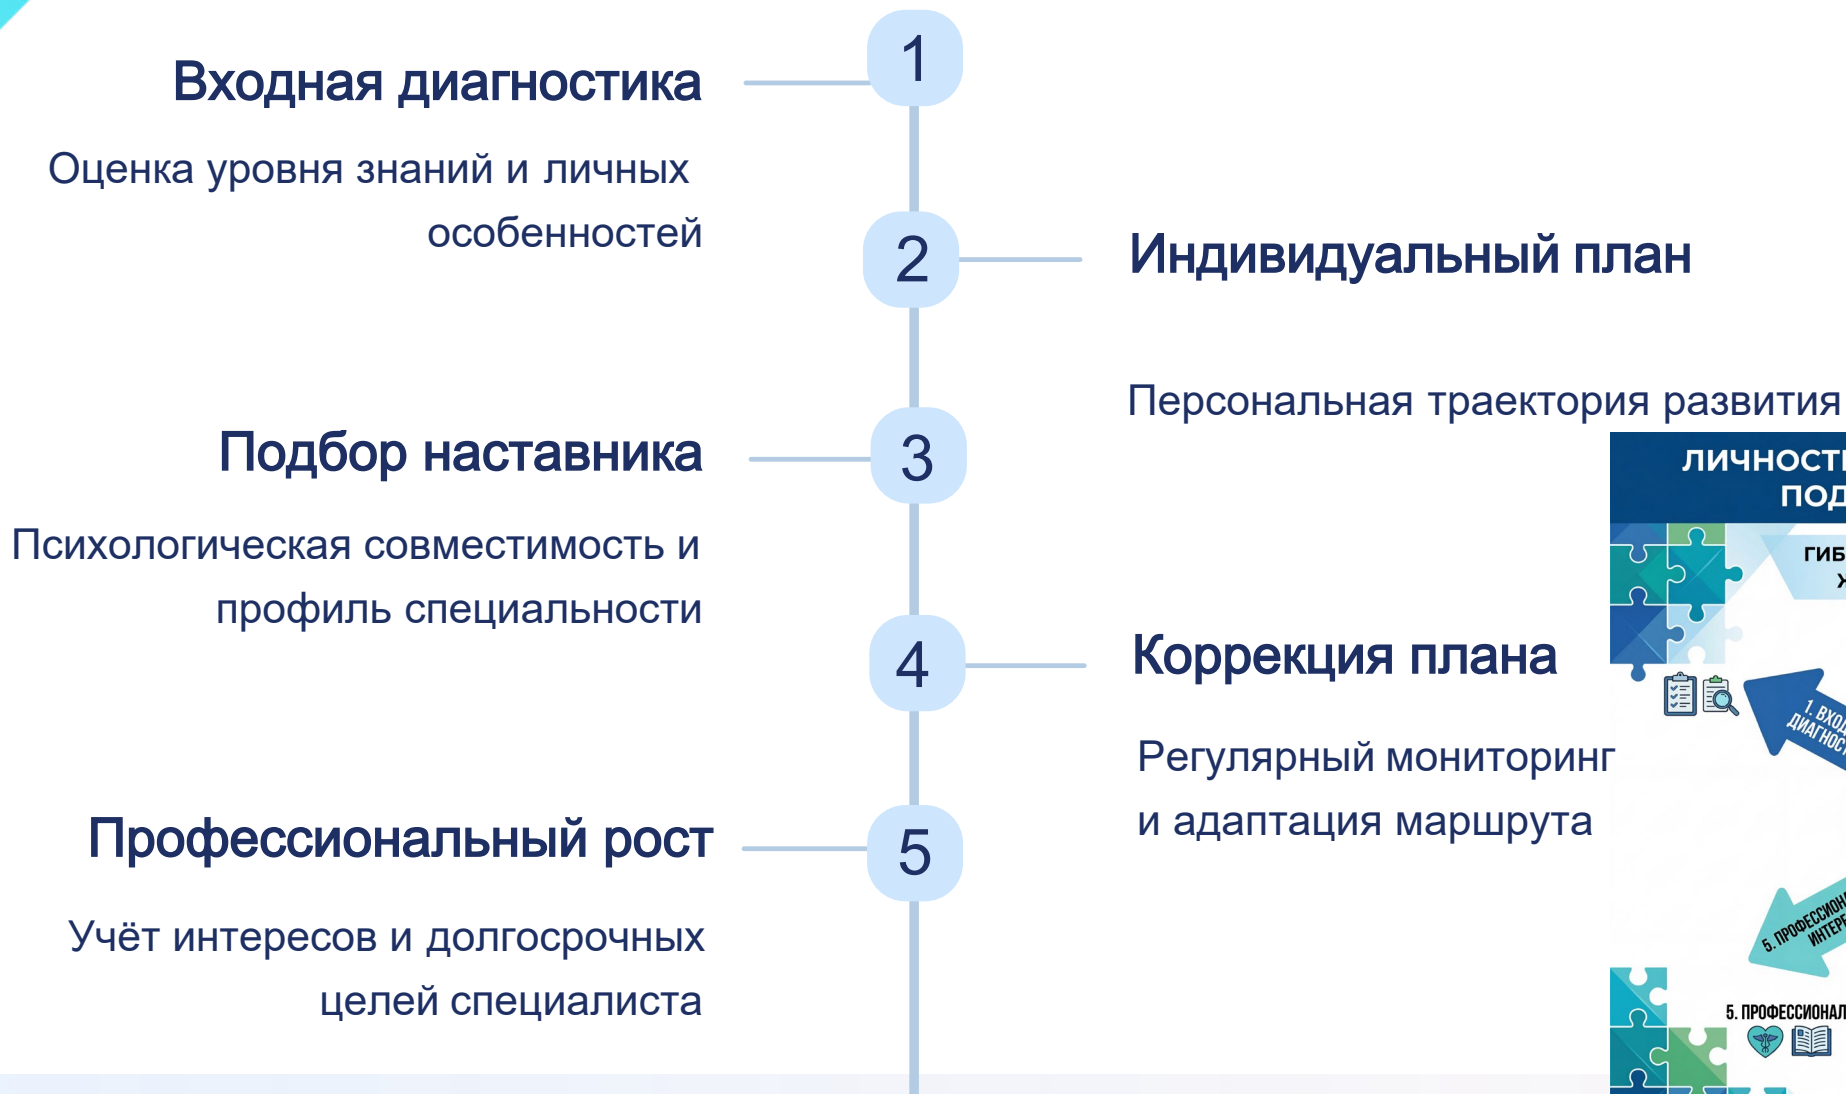 1
Входная диагностика
Оценка уровня знаний и личных
особенностей
2
Индивидуальный план
Персональная траектория развития
3
Подбор наставника
Психологическая совместимость и
профиль специальности
4
Коррекция плана
Регулярный мониторинг
и адаптация маршрута
5
Профессиональный рост
Учёт интересов и долгосрочных
целей специалиста